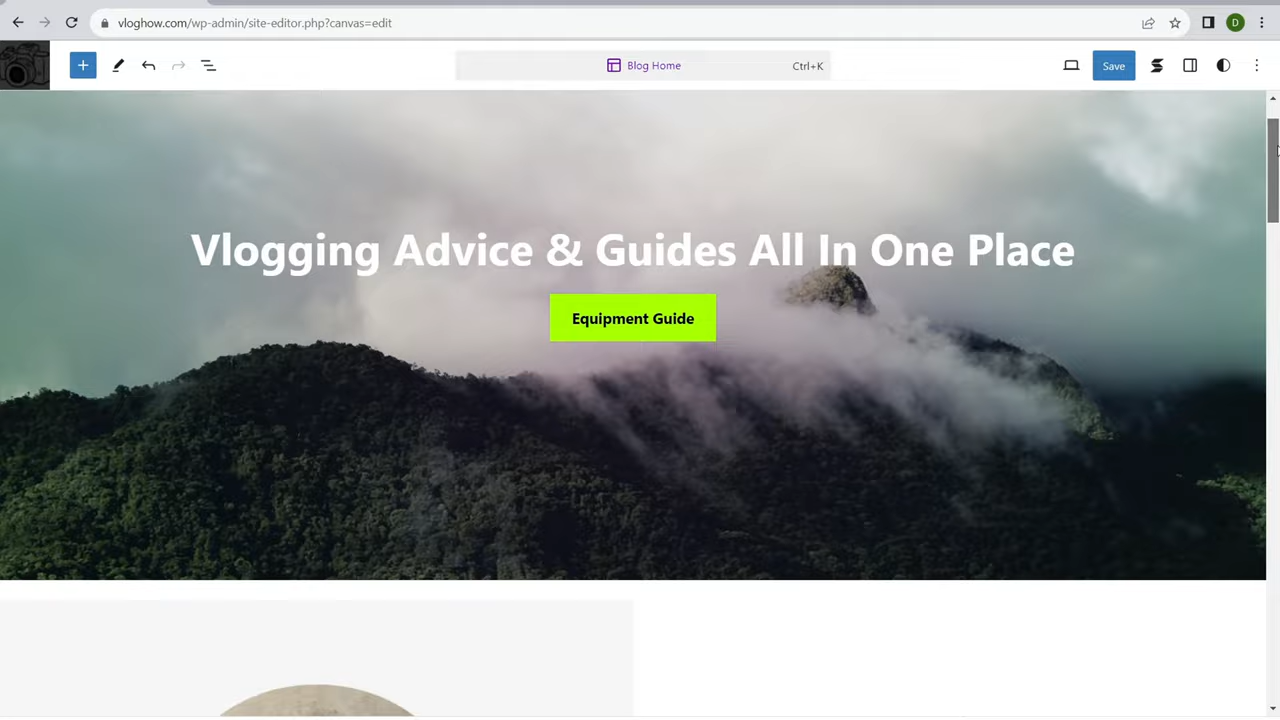 vloghow.com/wp-admin/site-editor.php?canvas=edit
D
Blog Home
Ctrl+K
Save
Vlogging Advice & Guides All In One Place
Equipment Guide